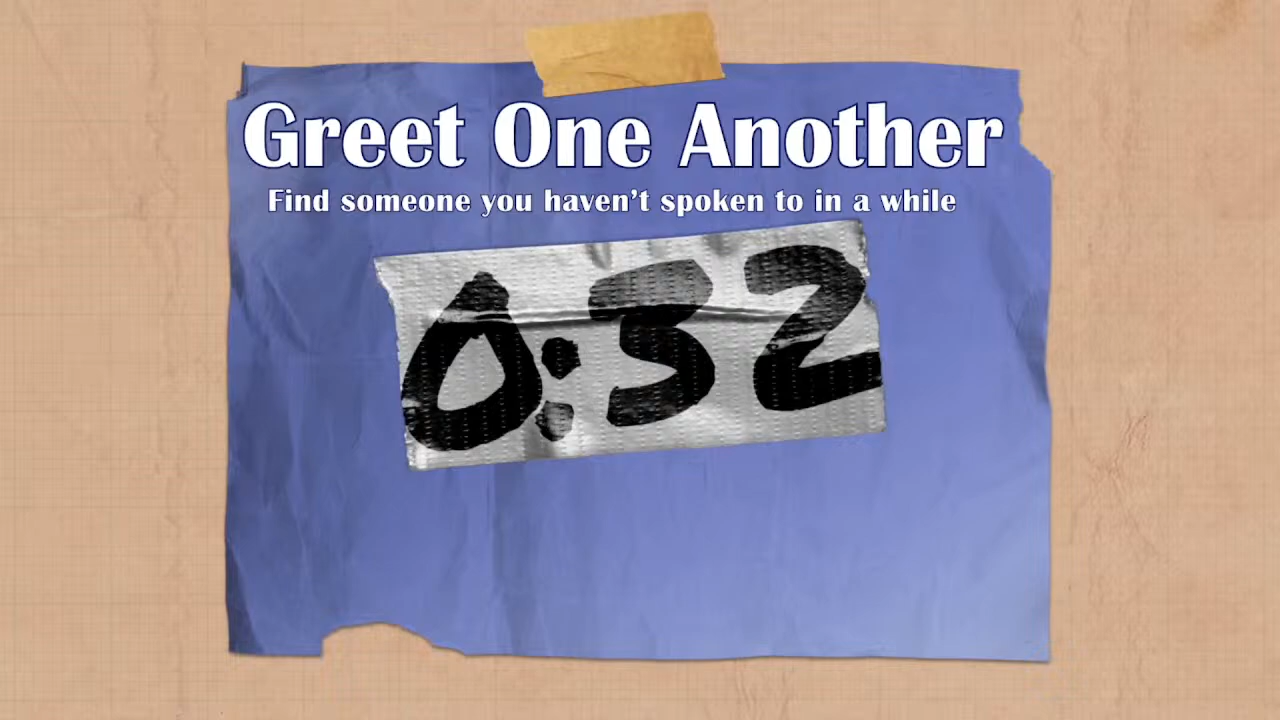 Greet One Another
Find someone you haven’t spoken to in a while
0:32